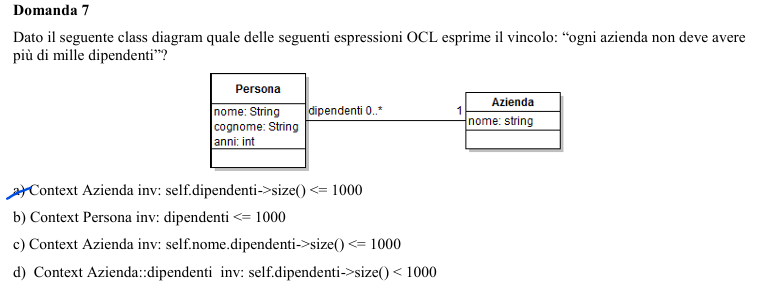 Domanda 7
Dato il seguente class diagram quale delle seguenti espressioni OCL esprime il vincolo: “ogni azienda non deve avere
più di mille dipendenti”?
Persona
nome: String
cognome: String
anni: int
dipendenti 0..*
1
Azienda
nome: string
a) Context Azienda inv: self.dipendenti->size() <= 1000
b) Context Persona inv: dipendenti <= 1000
c) Context Azienda inv: self.nome.dipendenti->size() <= 1000
d) Context Azienda::dipendenti inv: self.dipendenti->size() < 1000